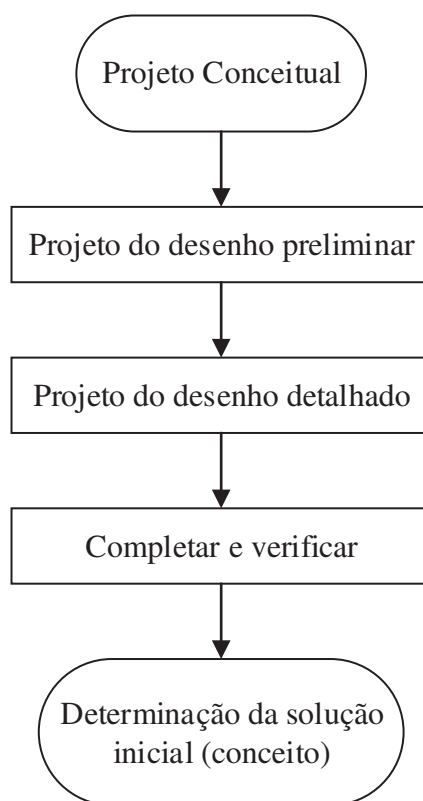 Projeto Conceitual
Projeto do desenho preliminar
Projeto do desenho detalhado
Completar e verificar
Determinação da solução
inicial (conceito)